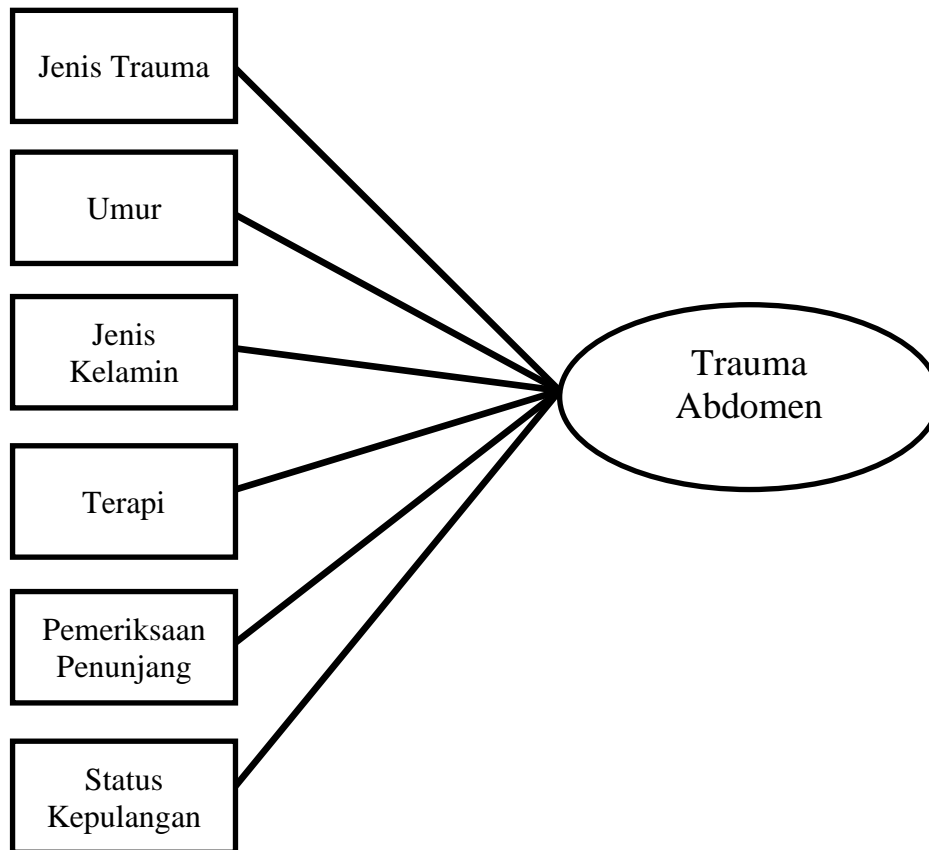 Jenis Trauma
Umur
Jenis
Kelamin
Terapi
Pemeriksaan
Penunjang
Status
Kepulangan
Trauma
Abdomen